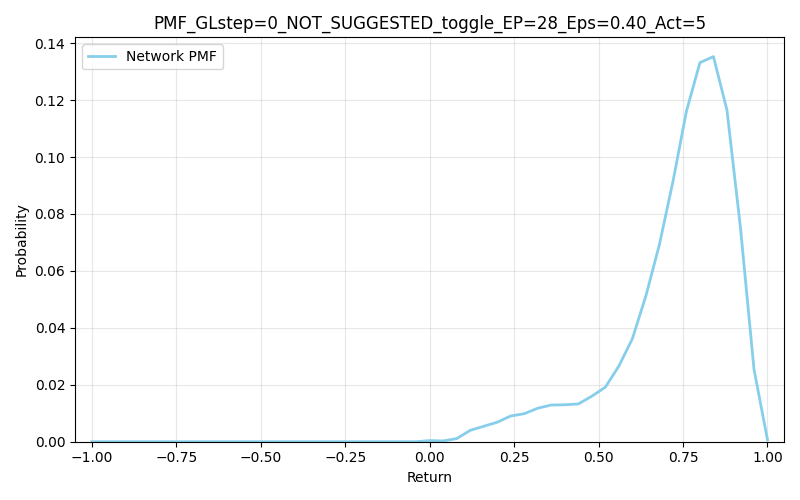 PMF_GLstep=0_NOT_SUGGESTED_toggle_EP=28_Eps=0.40_Act=5
Network PMF
0.14
0.12
0.10
0.08
0.06
0.04
0.02
0.00
Probability
−1.00 −0.75 −0.50 −0.25 0.00 0.25 0.50 0.75 1.00
Return